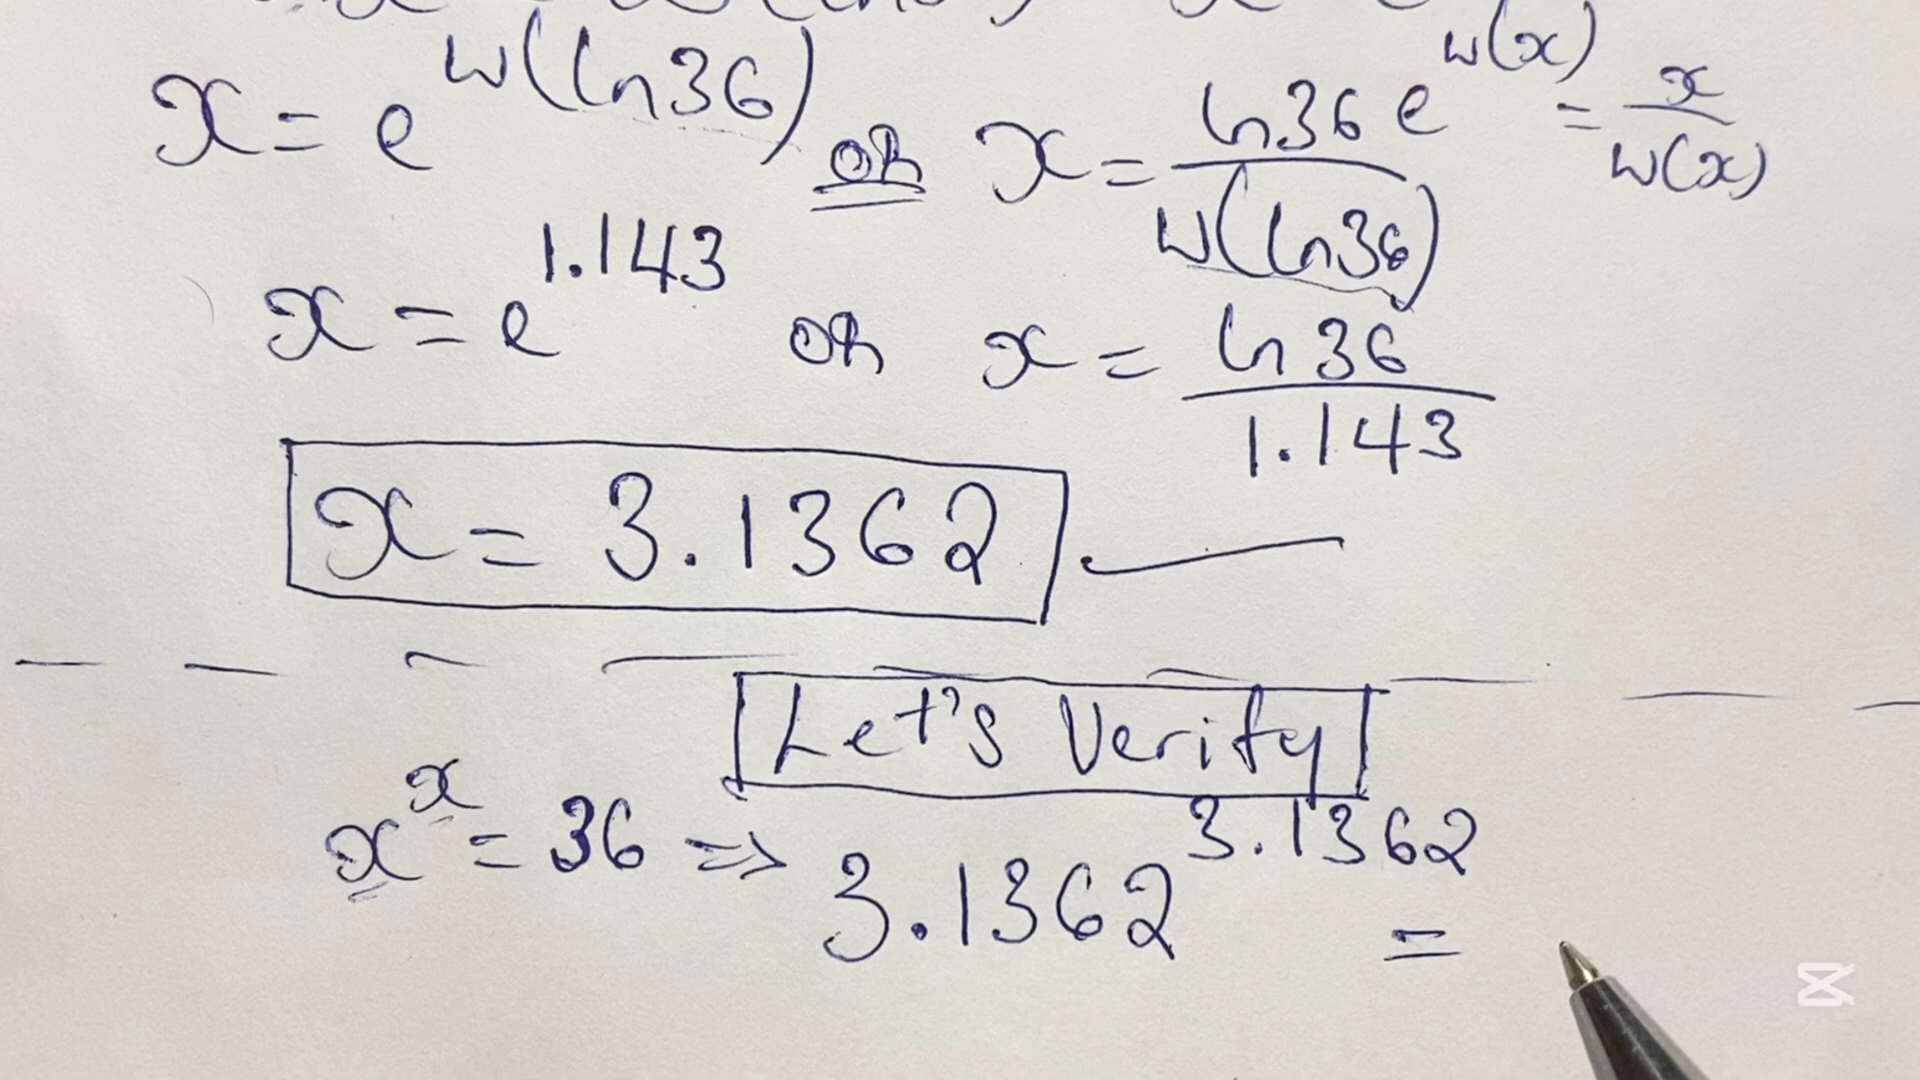 x = e^W(ln36) OR x = ln36 / W(ln36) e^W(x) = x / W(x)
x = e^1.143 OR x = ln36 / 1.143
x = 3.1362
Let's Verify
x^x = 36 => 3.1362^3.1362 =